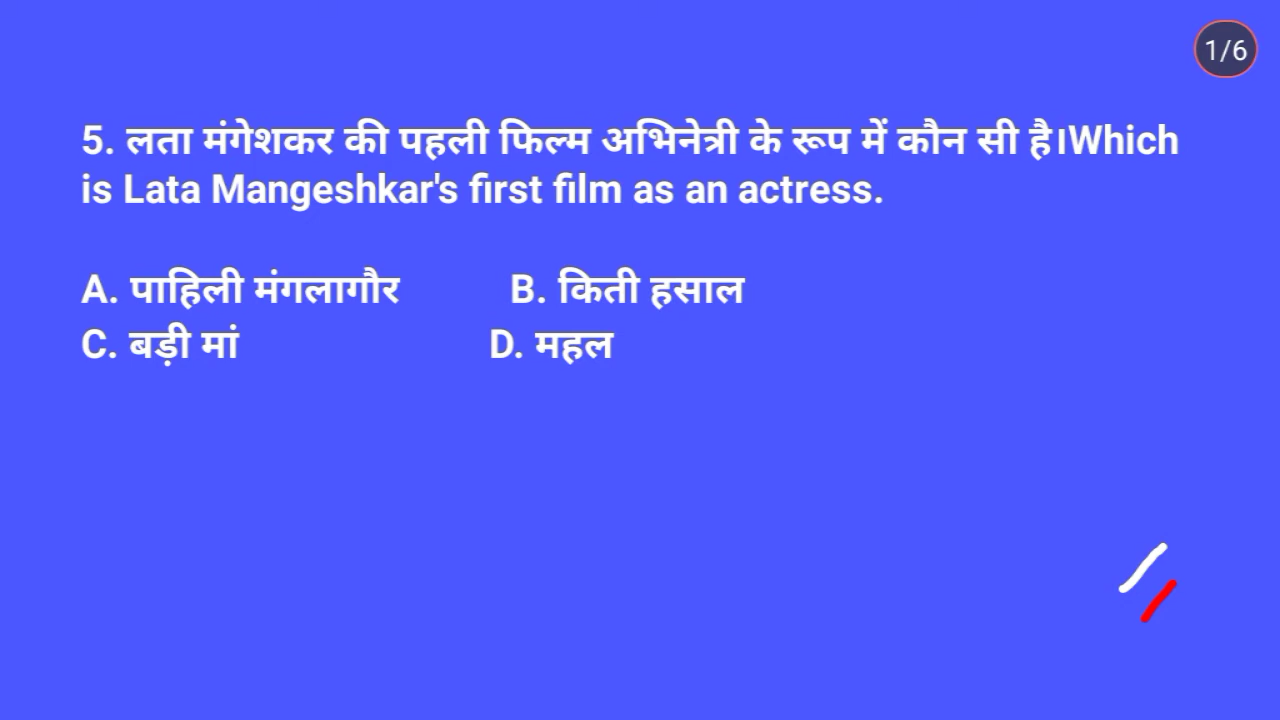 1/6
5. लता मंगेशकर की पहली फिल्म अभिनेत्री के रूप में कौन सी है।Which
is Lata Mangeshkar's first film as an actress.
A. पाहिली मंगलागौर B. किती हसाल
C. बड़ी मां D. महल